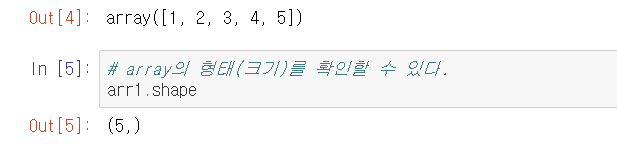 Out[4]: array([1, 2, 3, 4, 5])
In [5]: # array의 형태(크기)를 확인할 수 있다.
arr1.shape
Out[5]: (5,)